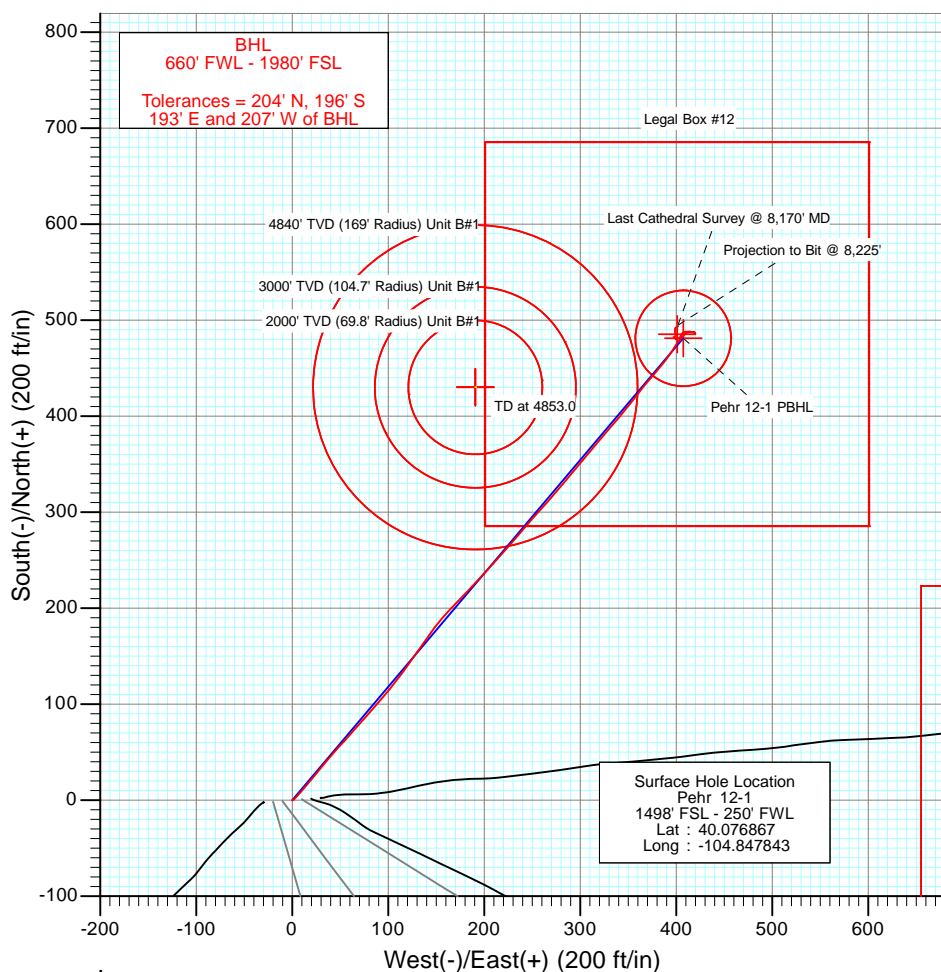 BHL
660' FWL - 1980' FSL
Tolerances = 204' N, 196' S
193' E and 207' W of BHL
Legal Box #12
Last Cathedral Survey @ 8,170' MD
Projection to Bit @ 8,225'
4840' TVD (169' Radius) Unit B#1
3000' TVD (104.7' Radius) Unit B#1
2000' TVD (69.8' Radius) Unit B#1
TD at 4853.0
Pehr 12-1 PBHL
Surface Hole Location
Pehr 12-1
1498' FSL - 250' FWL
Lat : 40.076867
Long : -104.847843
South(-)/North(+) (200 ft/in)
800
700
600
500
400
300
200
100
0
-100
-200
-100
0
100
200
300
400
500
600
West(-)/East(+) (200 ft/in)